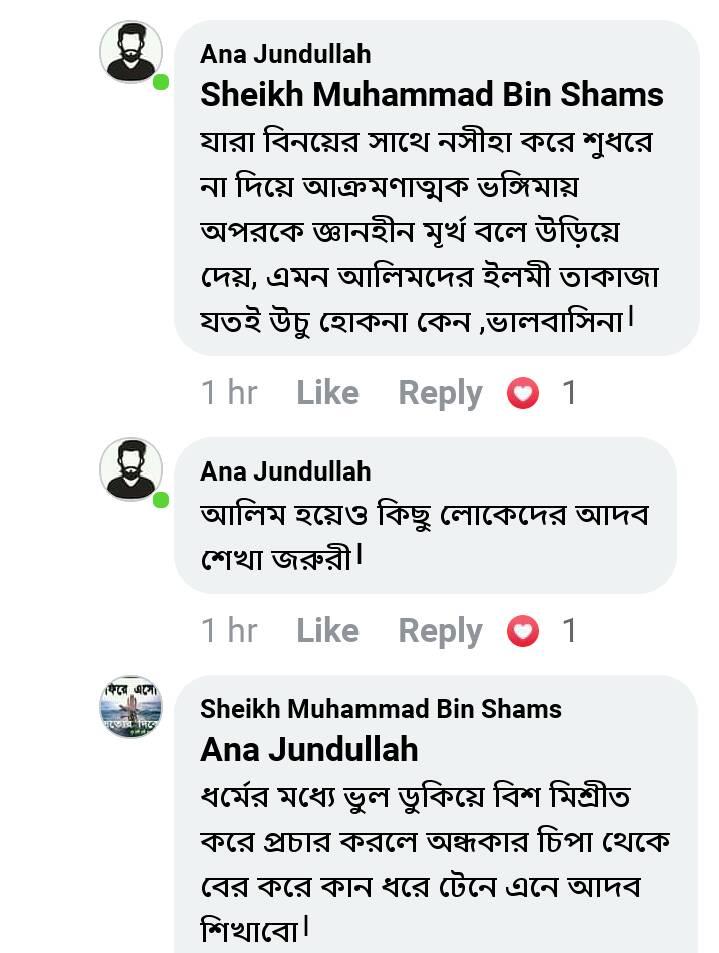 Ana Jundullah
Sheikh Muhammad Bin Shams
যারা বিনয়ের সাথে নসীহা করে শুধরে
না দিয়ে আক্রমণাত্মক ভঙ্গিমায়
অপরকে জ্ঞানহীন মূর্খ বলে উড়িয়ে
দেয়, এমন আলিমদের ইলমী তাকাজা
যতই উচু হোকনা কেন ,ভালবাসিনা|
1 hr Like Reply 1
Ana Jundullah
আলিম হয়েও কিছু লোকেদের আদব
শেখা জরুরী|
1 hr Like Reply 1
ফিরে এসো
Sheikh Muhammad Bin Shams
Ana Jundullah
ধর্মের মধ্যে ভুল ডুকিয়ে বিশ মিশ্রীত
করে প্রচার করলে অন্ধকার চিপা থেকে
বের করে কান ধরে টেনে এনে আদব
শিখাবো|